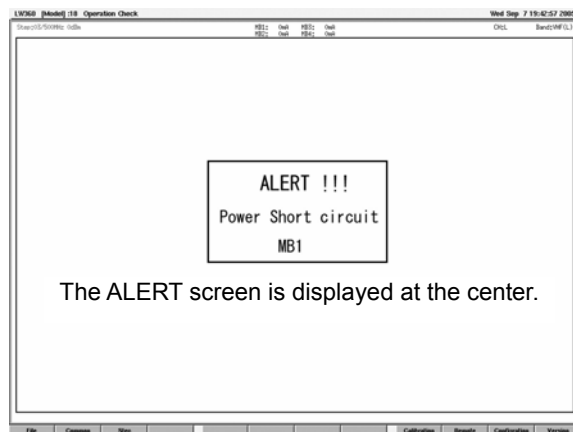 LW360 [Model] :18 Operation Check Wed Sep 7 19:42:57 2005
MB1: 0mA MB3: 0mA CH:L Band:VHF(L)
MB2: 0mA MB4: 0mA
ALERT !!!
Power Short circuit
MB1
The ALERT screen is displayed at the center.
File Step Calibration Remote Configuration Version